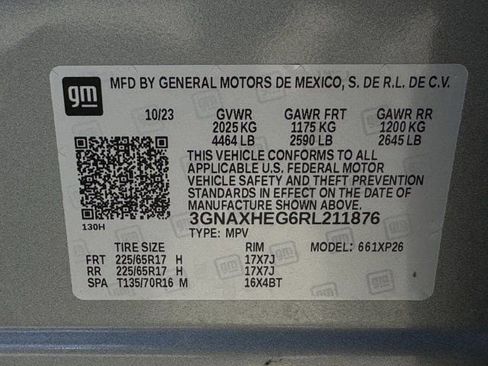 gm
MFD BY GENERAL MOTORS DE MEXICO, S. DE R.L. DE C.V.
10/23 GVWR GAWR FRT GAWR RR
2025 KG 1175 KG 1200 KG
4464 LB 2590 LB 2645 LB
THIS VEHICLE CONFORMS TO ALL
APPLICABLE U.S. FEDERAL MOTOR
VEHICLE SAFETY AND THEFT PREVENTION
STANDARDS IN EFFECT ON THE DATE OF
MANUFACTURE SHOWN ABOVE.
130H
3GNAXHEG6RL211876
TYPE: MPV
TIRE SIZE RIM MODEL: 661XP26
FRT 225/65R17 H 17X7J
RR 225/65R17 H 17X7J
SPA T135/70R16 M 16X4BT